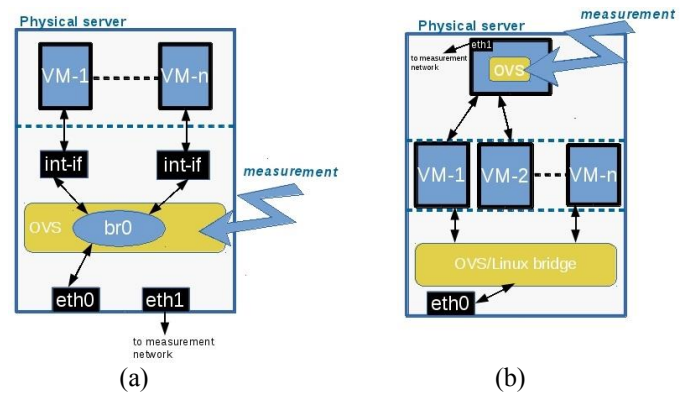 Physical server
VM-1
VM-n
int-if
int-if
measurement
OVS
br0
eth0
eth1
to measurement
network
(a)
measurement
Physical server
eth1
to measurement
network
ovs
VM-1
VM-2
VM-n
OVS/Linux bridge
eth0
(b)